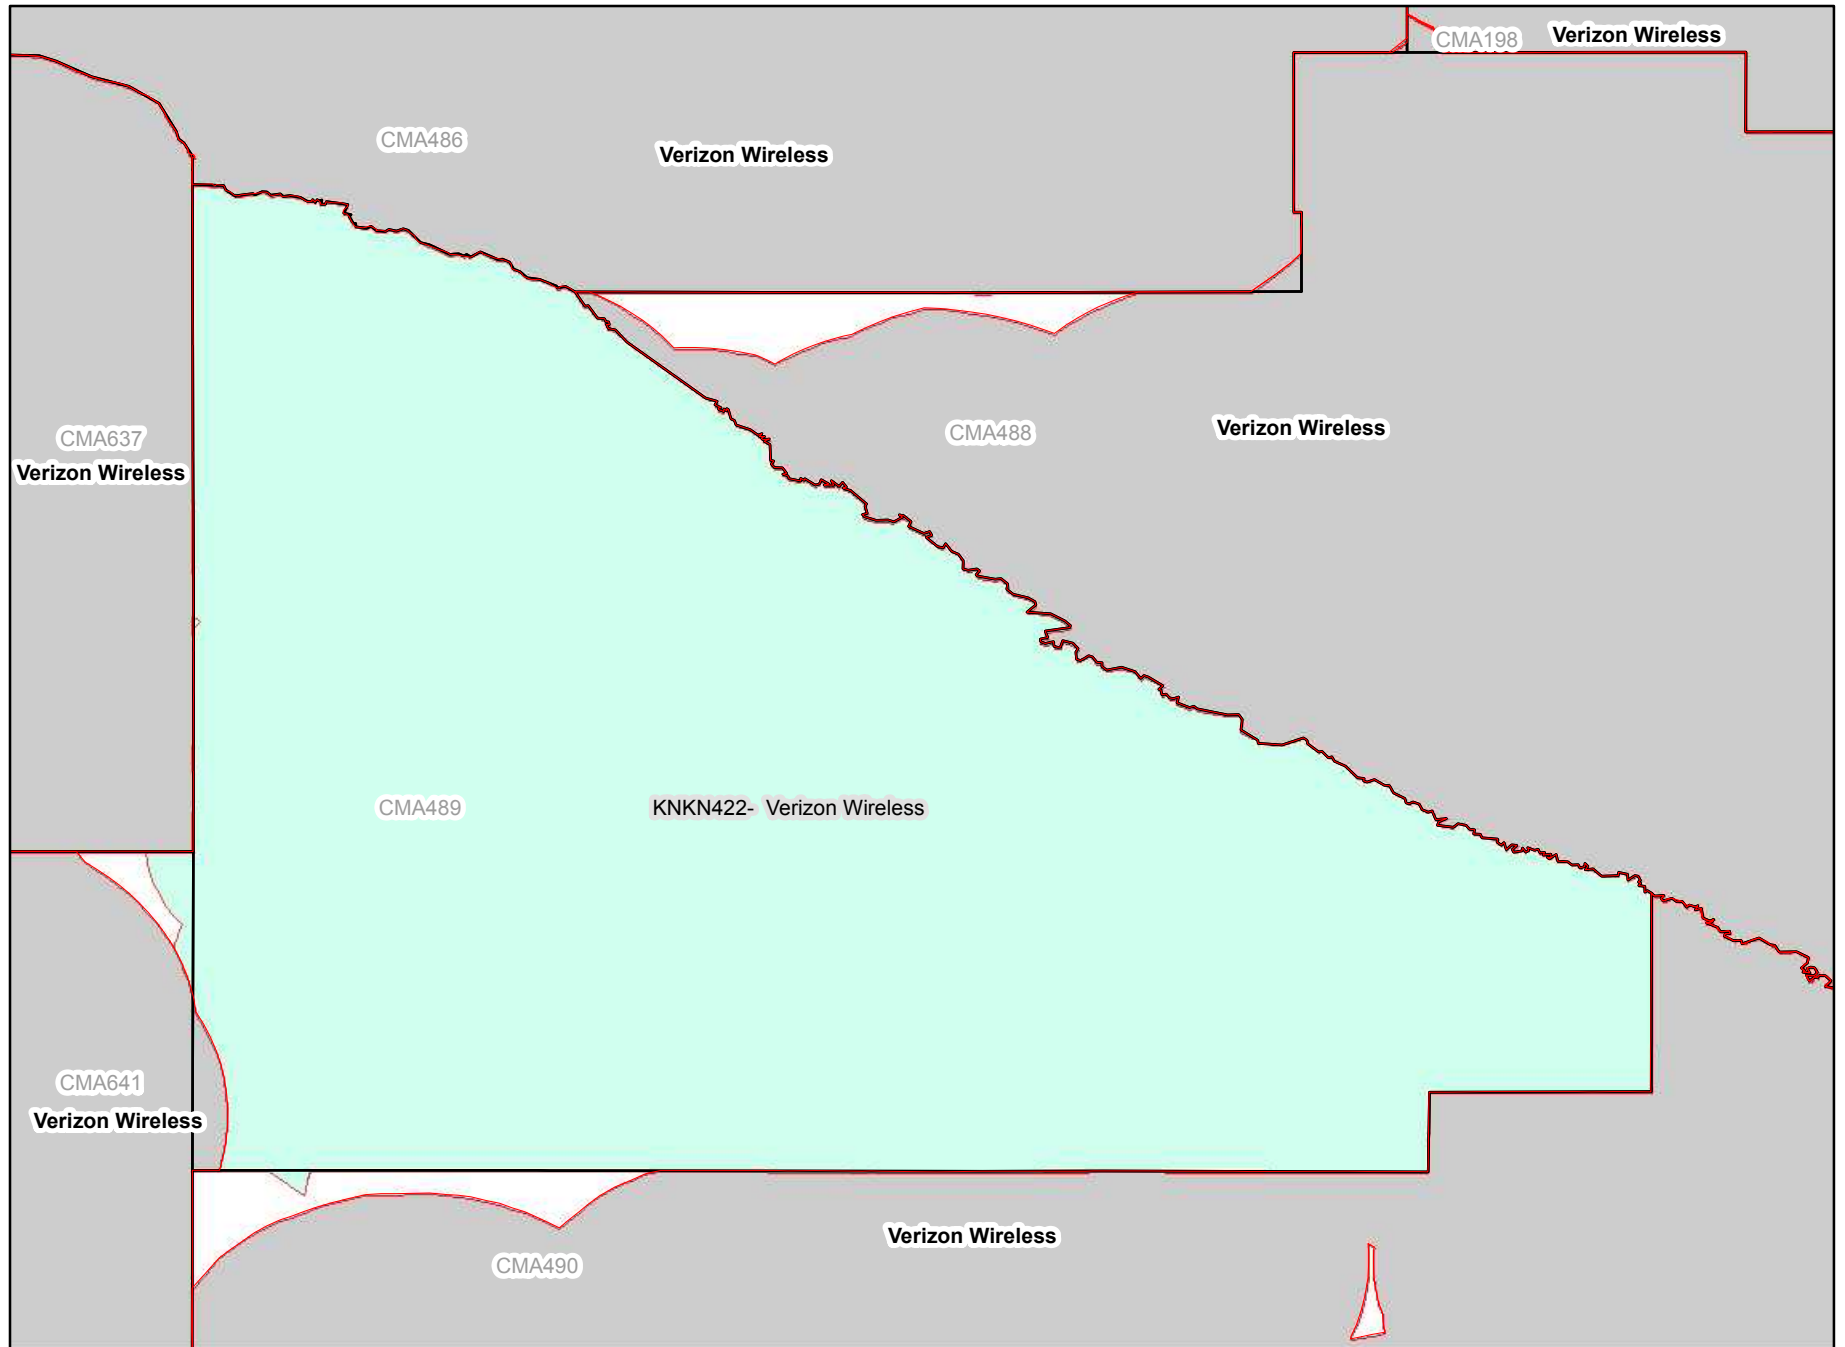 CMA198 Verizon Wireless
CMA486
Verizon Wireless
CMA637
Verizon Wireless
CMA488
Verizon Wireless
CMA489
KNKN422- Verizon Wireless
CMA641
Verizon Wireless
Verizon Wireless
CMA490